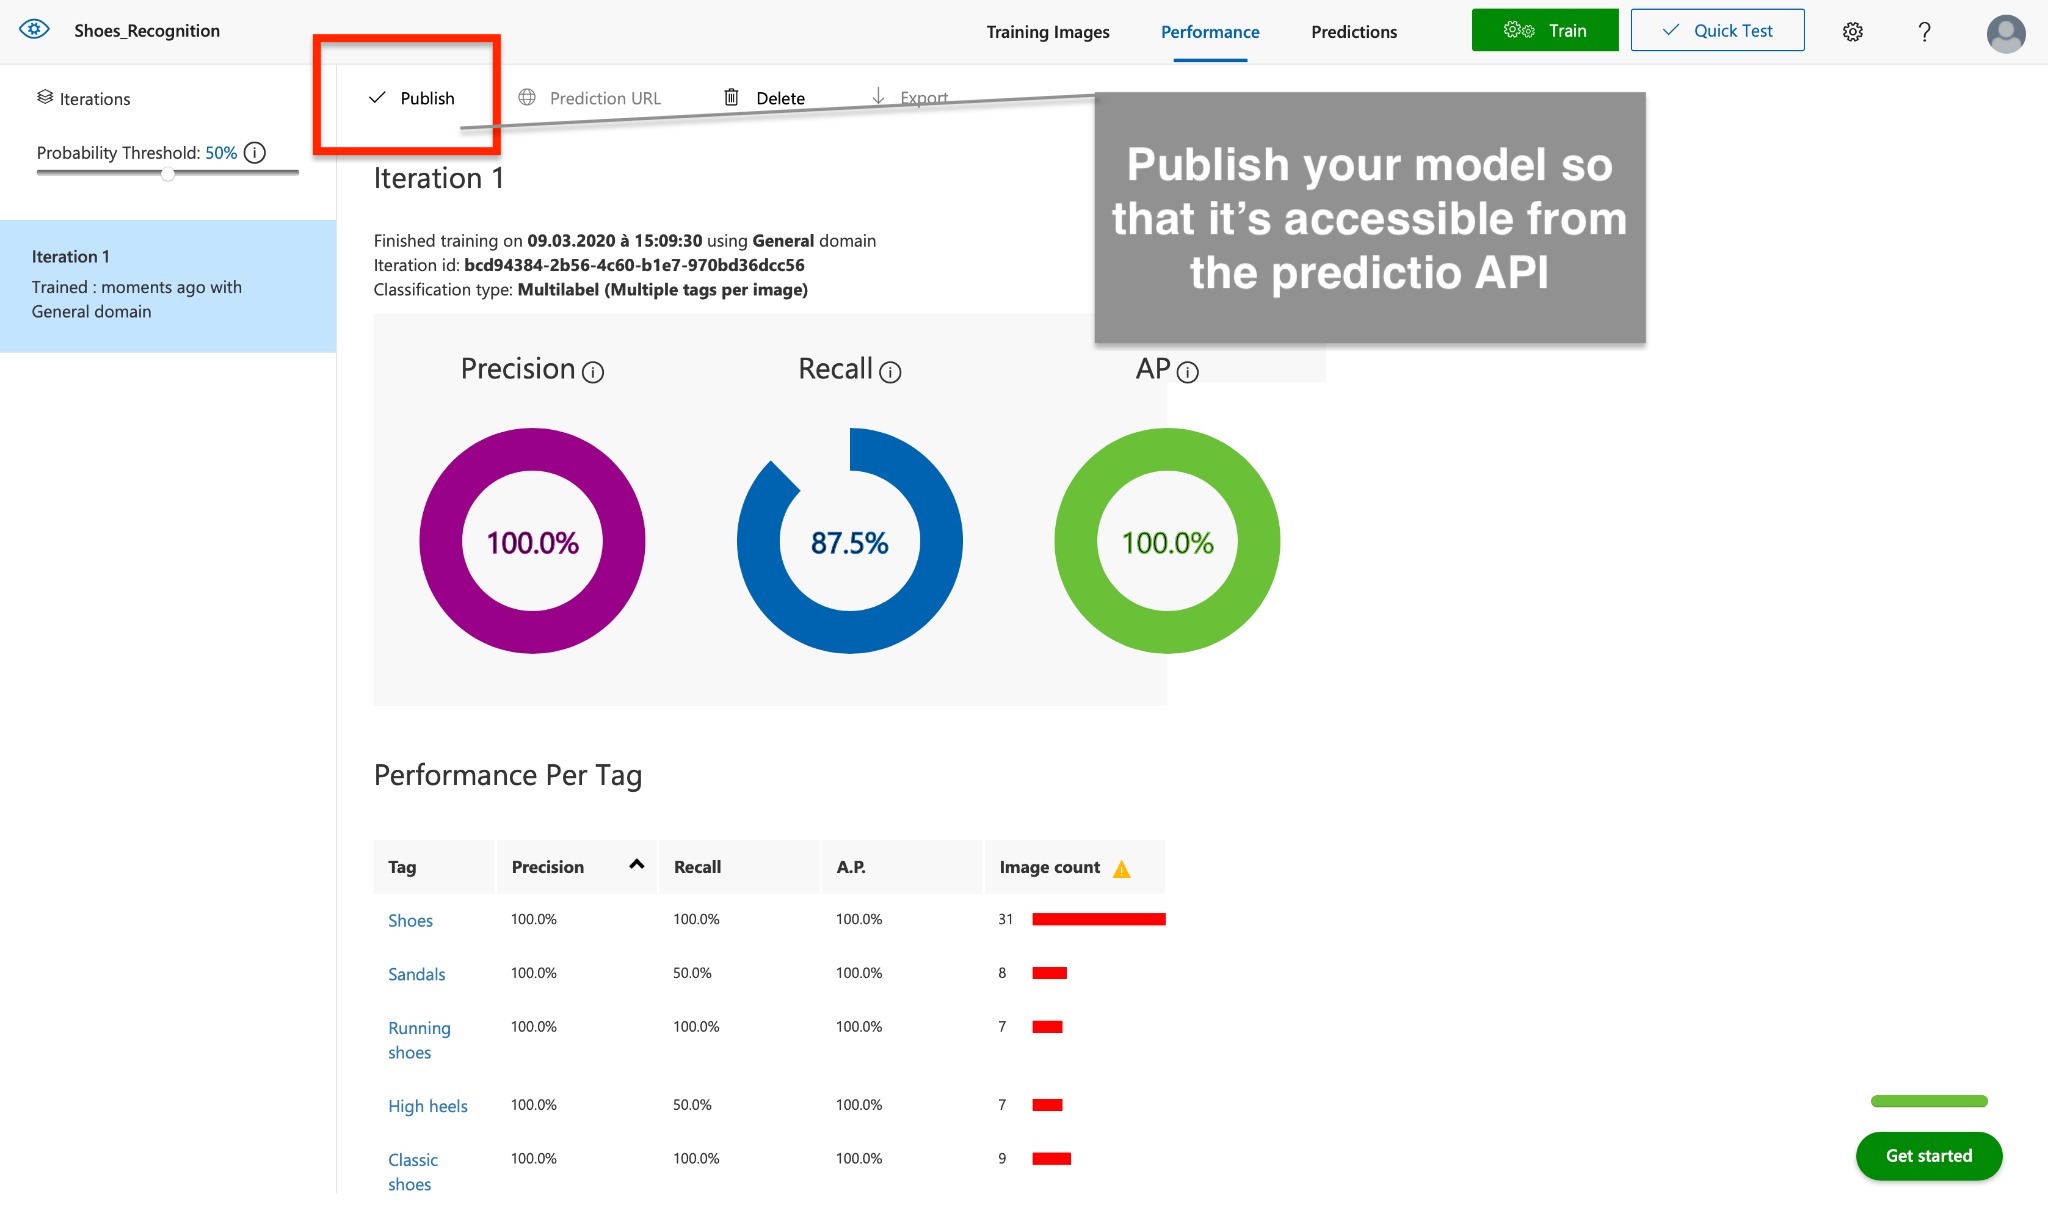 Shoes_Recognition
Training Images
Performance
Predictions
Train
Quick Test
?
Iterations
Publish
Prediction URL
Delete
Export
Probability Threshold: 50%
Iteration 1
Trained : moments ago with
General domain
Publish your model so
that it’s accessible from
the predictio API
Iteration 1
Finished training on 09.03.2020 à 15:09:30 using General domain
Iteration id: bcd94384-2b56-4c60-b1e7-970bd36dcc56
Classification type: Multilabel (Multiple tags per image)
Precision
Recall
AP
100.0%
87.5%
100.0%
Performance Per Tag
Tag Precision Recall A.P. Image count
Shoes 100.0% 100.0% 100.0% 31
Sandals 100.0% 50.0% 100.0% 8
Running 100.0% 100.0% 100.0% 7
shoes
High heels 100.0% 50.0% 100.0% 7
Classic 100.0% 100.0% 100.0% 9
shoes
Get started